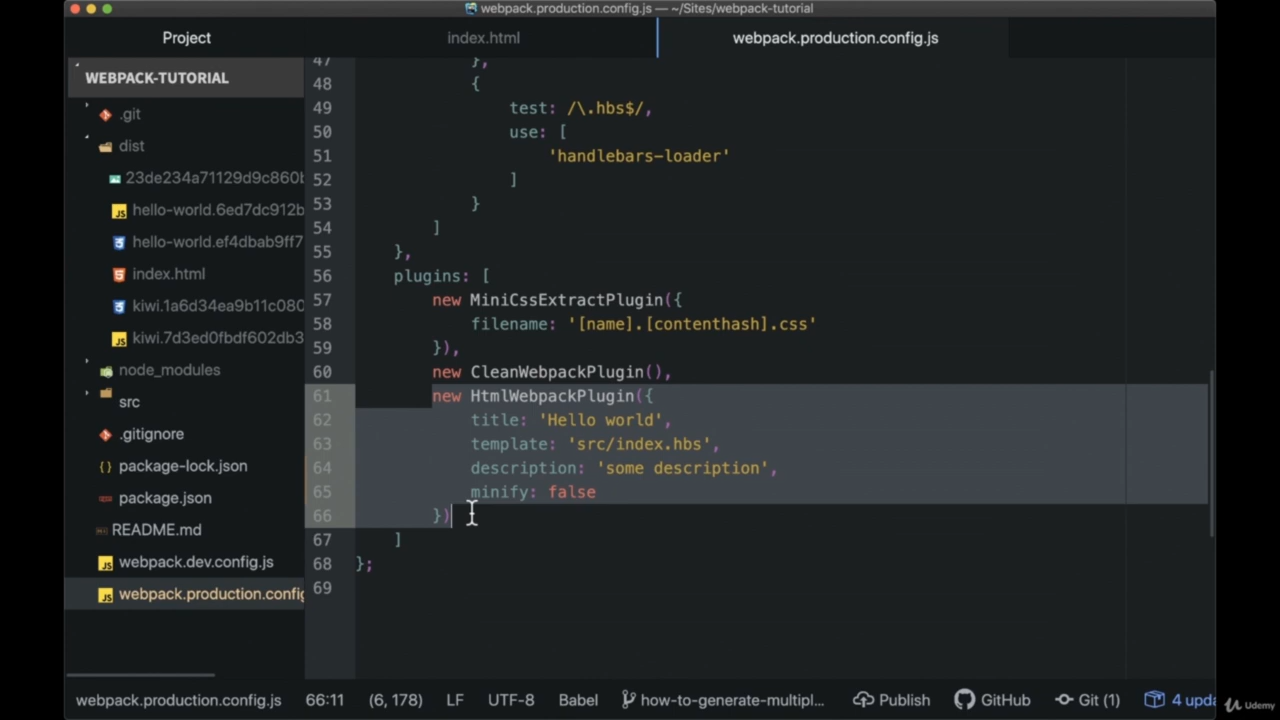 webpack.production.config.js — ~/Sites/webpack-tutorial
Project
index.html
webpack.production.config.js
WEBPACK-TUTORIAL
.git
dist
23de234a71129d9c860b
hello-world.6ed7dc912b
hello-world.ef4dbab9ff7
index.html
kiwi.1a6d34ea9b11c080
kiwi.7d3ed0fbdf602db3
node_modules
src
.gitignore
package-lock.json
package.json
README.md
webpack.dev.config.js
webpack.production.config
47 },
48 {
49 test: /\.hbs$/,
50 use: [
51 'handlebars-loader'
52 ]
53 }
54 ]
55 },
56 plugins: [
57 new MiniCssExtractPlugin({
58 filename: '[name].[contenthash].css'
59 }),
60 new CleanWebpackPlugin(),
61 new HtmlWebpackPlugin({
62 title: 'Hello world',
63 template: 'src/index.hbs',
64 description: 'some description',
65 minify: false
66 })
67 ]
68 };
69
webpack.production.config.js 66:11 (6, 178) LF UTF-8 Babel how-to-generate-multipl... Publish GitHub Git (1) 4 upda
Udemy